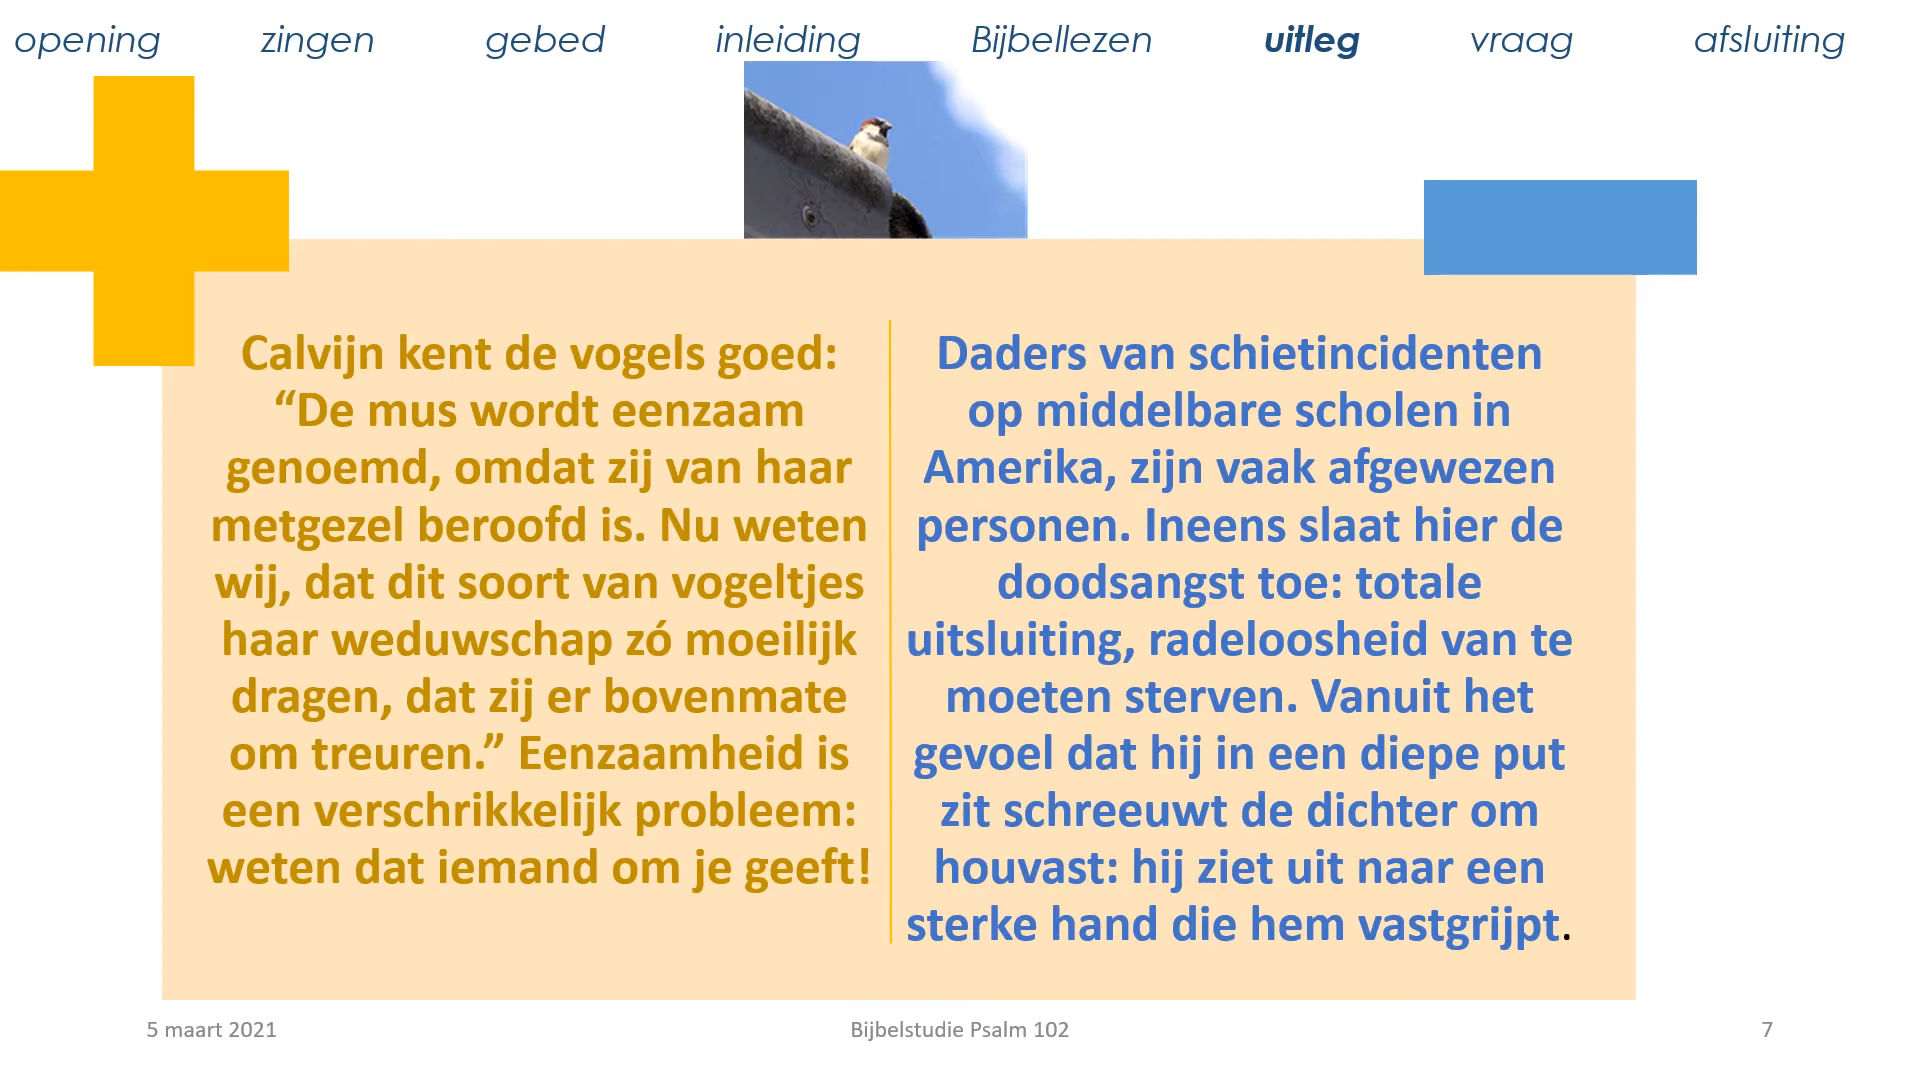 opening zingen gebed inleiding Bijbellezen uitleg vraag afsluiting
Calvijn kent de vogels goed:
“De mus wordt eenzaam
genoemd, omdat zij van haar
metgezel beroofd is. Nu weten
wij, dat dit soort van vogeltjes
haar weduwschap zó moeilijk
dragen, dat zij er bovenmate
om treuren.” Eenzaamheid is
een verschrikkelijk probleem:
weten dat iemand om je geeft!
Daders van schietincidenten
op middelbare scholen in
Amerika, zijn vaak afgewezen
personen. Ineens slaat hier de
doodsangst toe: totale
uitsluiting, radeloosheid van te
moeten sterven. Vanuit het
gevoel dat hij in een diepe put
zit schreeuwt de dichter om
houvast: hij ziet uit naar een
sterke hand die hem vastgrijpt.
5 maart 2021
Bijbelstudie Psalm 102
7